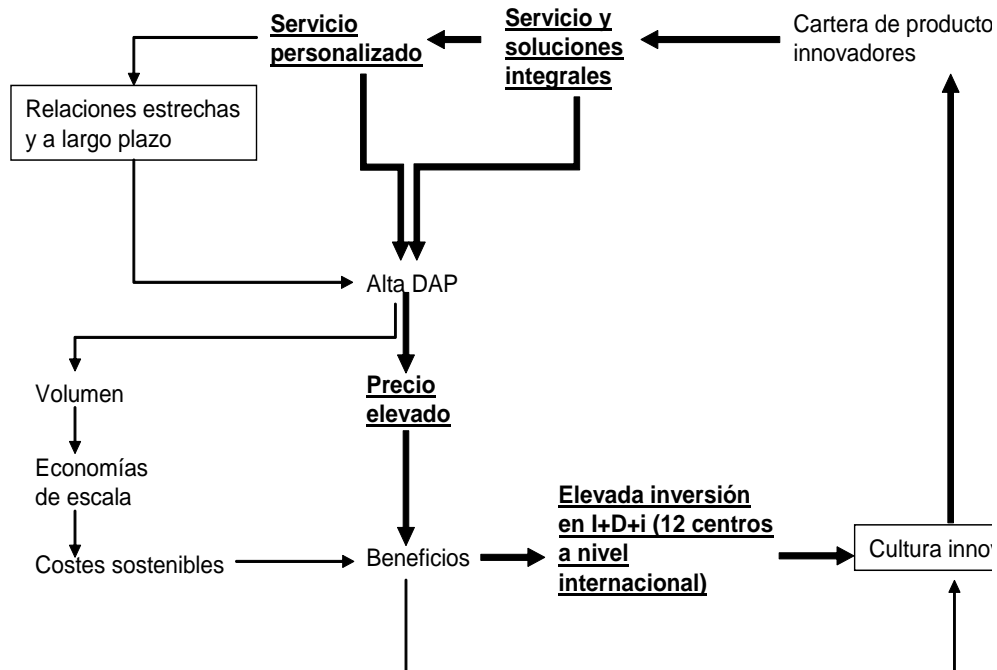 Servicio
personalizado
Servicio y
soluciones
integrales
Cartera de producto
innovadores
Relaciones estrechas
y a largo plazo
Alta DAP
Volumen
Precio
elevado
Economías
de escala
Elevada inversión
en I+D+i (12 centros
a nivel
internacional)
Costes sostenibles
Beneficios
Cultura innov